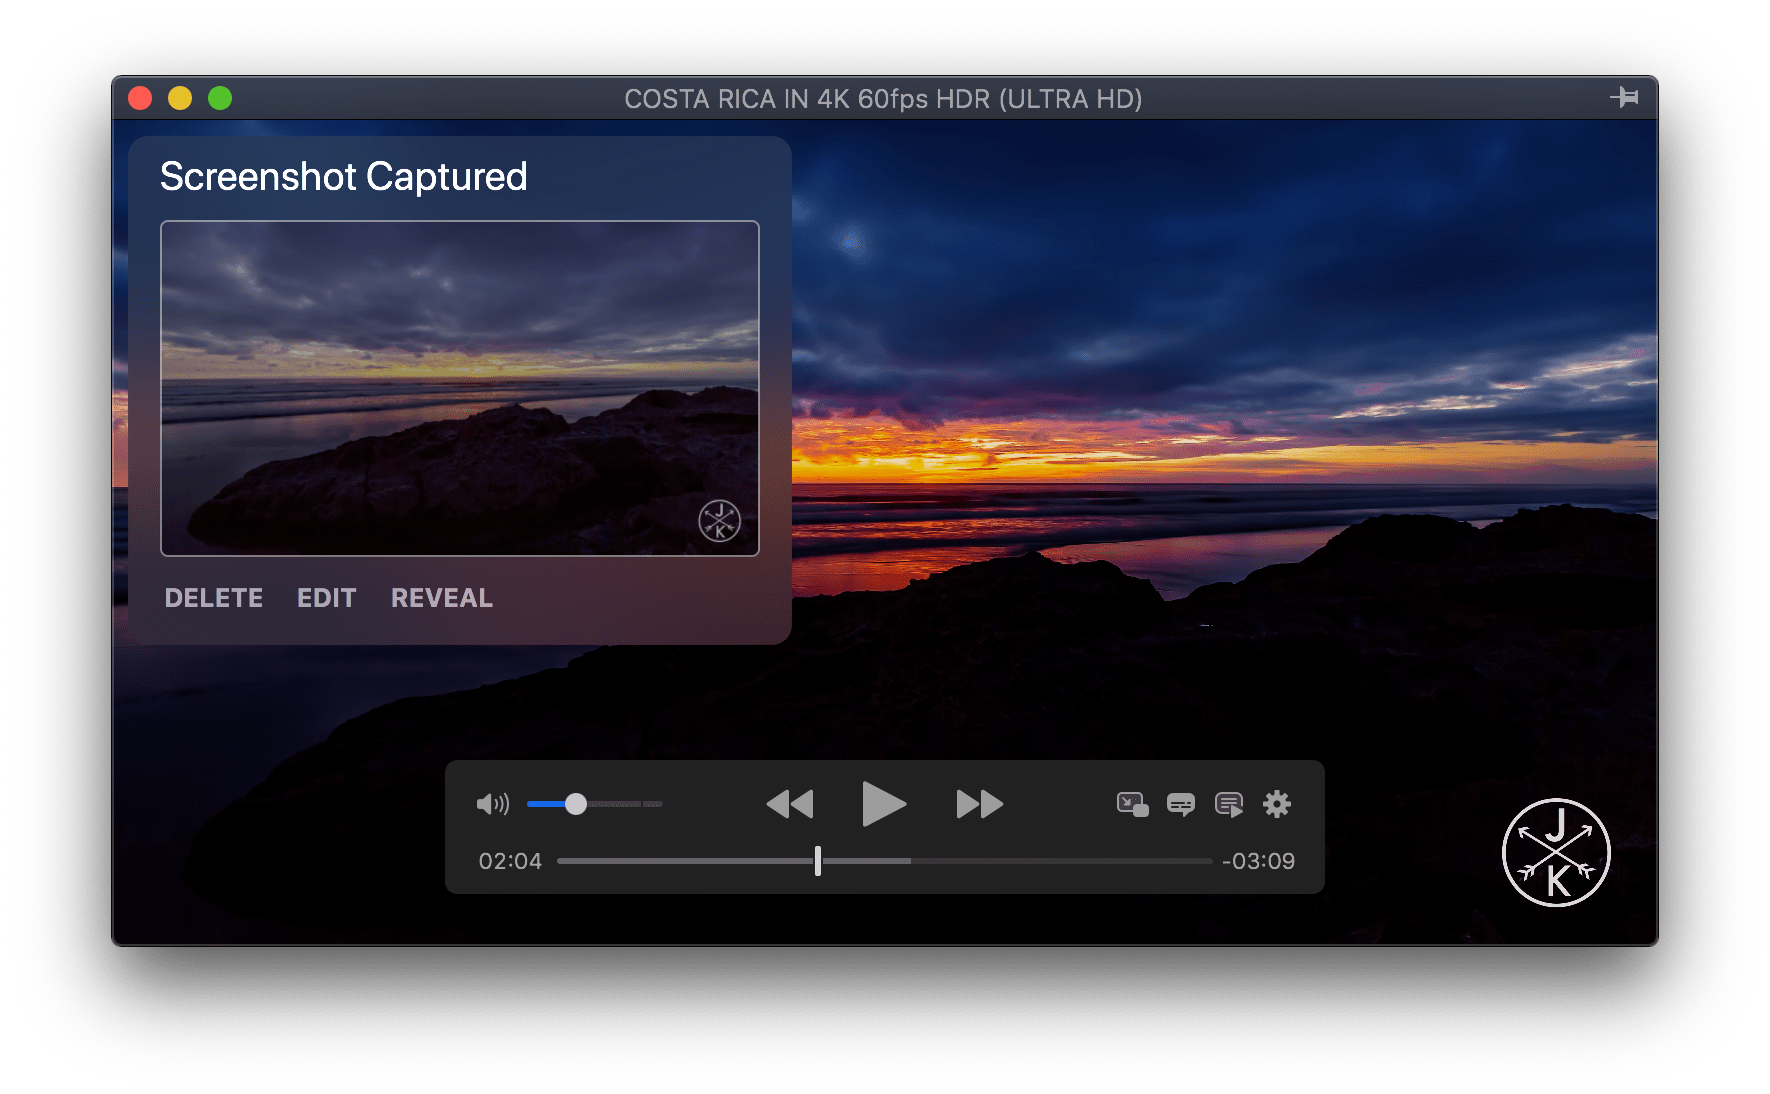 COSTA RICA IN 4K 60fps HDR (ULTRA HD)
Screenshot Captured
J
K
DELETE EDIT REVEAL
02:04 -03:09
J
K